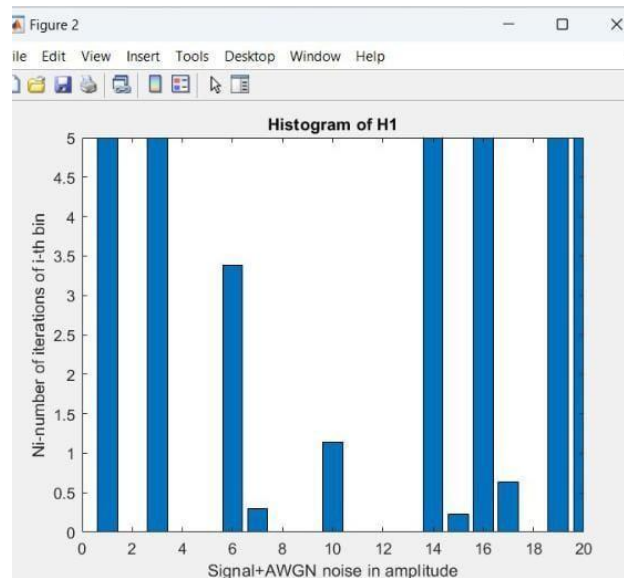 Figure 2
ile Edit View Insert Tools Desktop Window Help
Histogram of H1
Ni-number of iterations of i-th bin
5
4.5
4
3.5
3
2.5
2
1.5
1
0.5
0
0 2 4 6 8 10 12 14 16 18 20
Signal+AWGN noise in amplitude